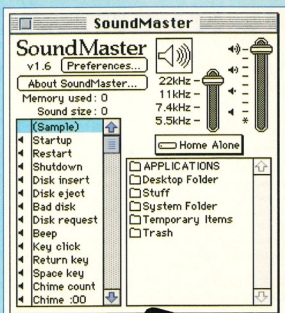 SoundMaster
SoundMaster
v1.6 Preferences...
About SoundMaster...
Memory used: 0
Sound size: 0
22kHz
11kHz
7.4kHz
5.5kHz
*
Home Alone
(Sample)
Startup
Restart
Shutdown
Disk insert
Disk eject
Bad disk
Disk request
Beep
Key click
Return key
Space key
Chime count
Chime :00
APPLICATIONS
Desktop Folder
Stuff
System Folder
Temporary Items
Trash